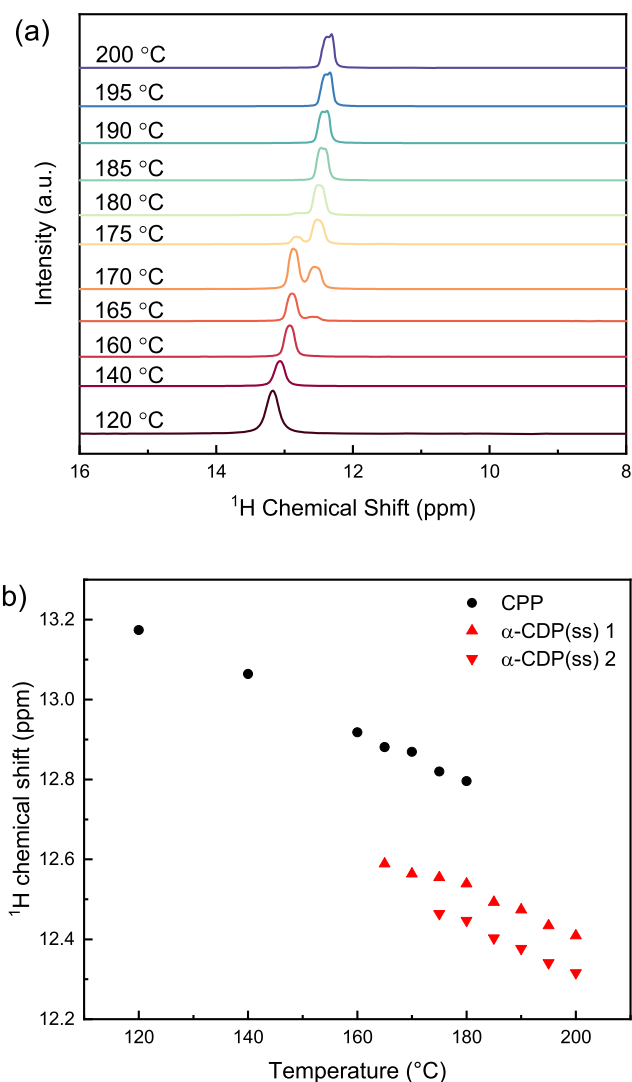 (a)
200 °C
195 °C
190 °C
185 °C
180 °C
175 °C
170 °C
165 °C
160 °C
140 °C
120 °C
Intensity (a.u.)
16 14 12 10 8
¹H Chemical Shift (ppm)
b)
CPP
α-CDP(ss) 1
α-CDP(ss) 2
13.2
13.0
12.8
12.6
12.4
12.2
¹H chemical shift (ppm)
120 140 160 180 200
Temperature (°C)